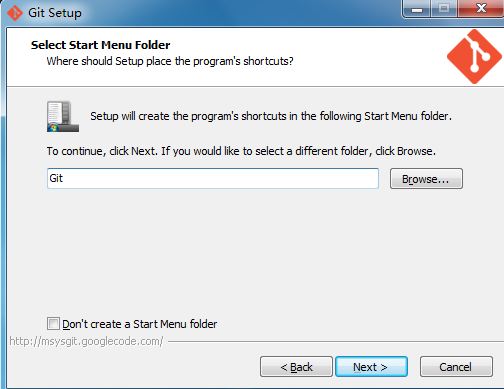 Git Setup
Select Start Menu Folder
Where should Setup place the program's shortcuts?
Setup will create the program's shortcuts in the following Start Menu folder.
To continue, click Next. If you would like to select a different folder, click Browse.
Git
Browse...
Don't create a Start Menu folder
http://msysgit.googlecode.com/
< Back
Next >
Cancel